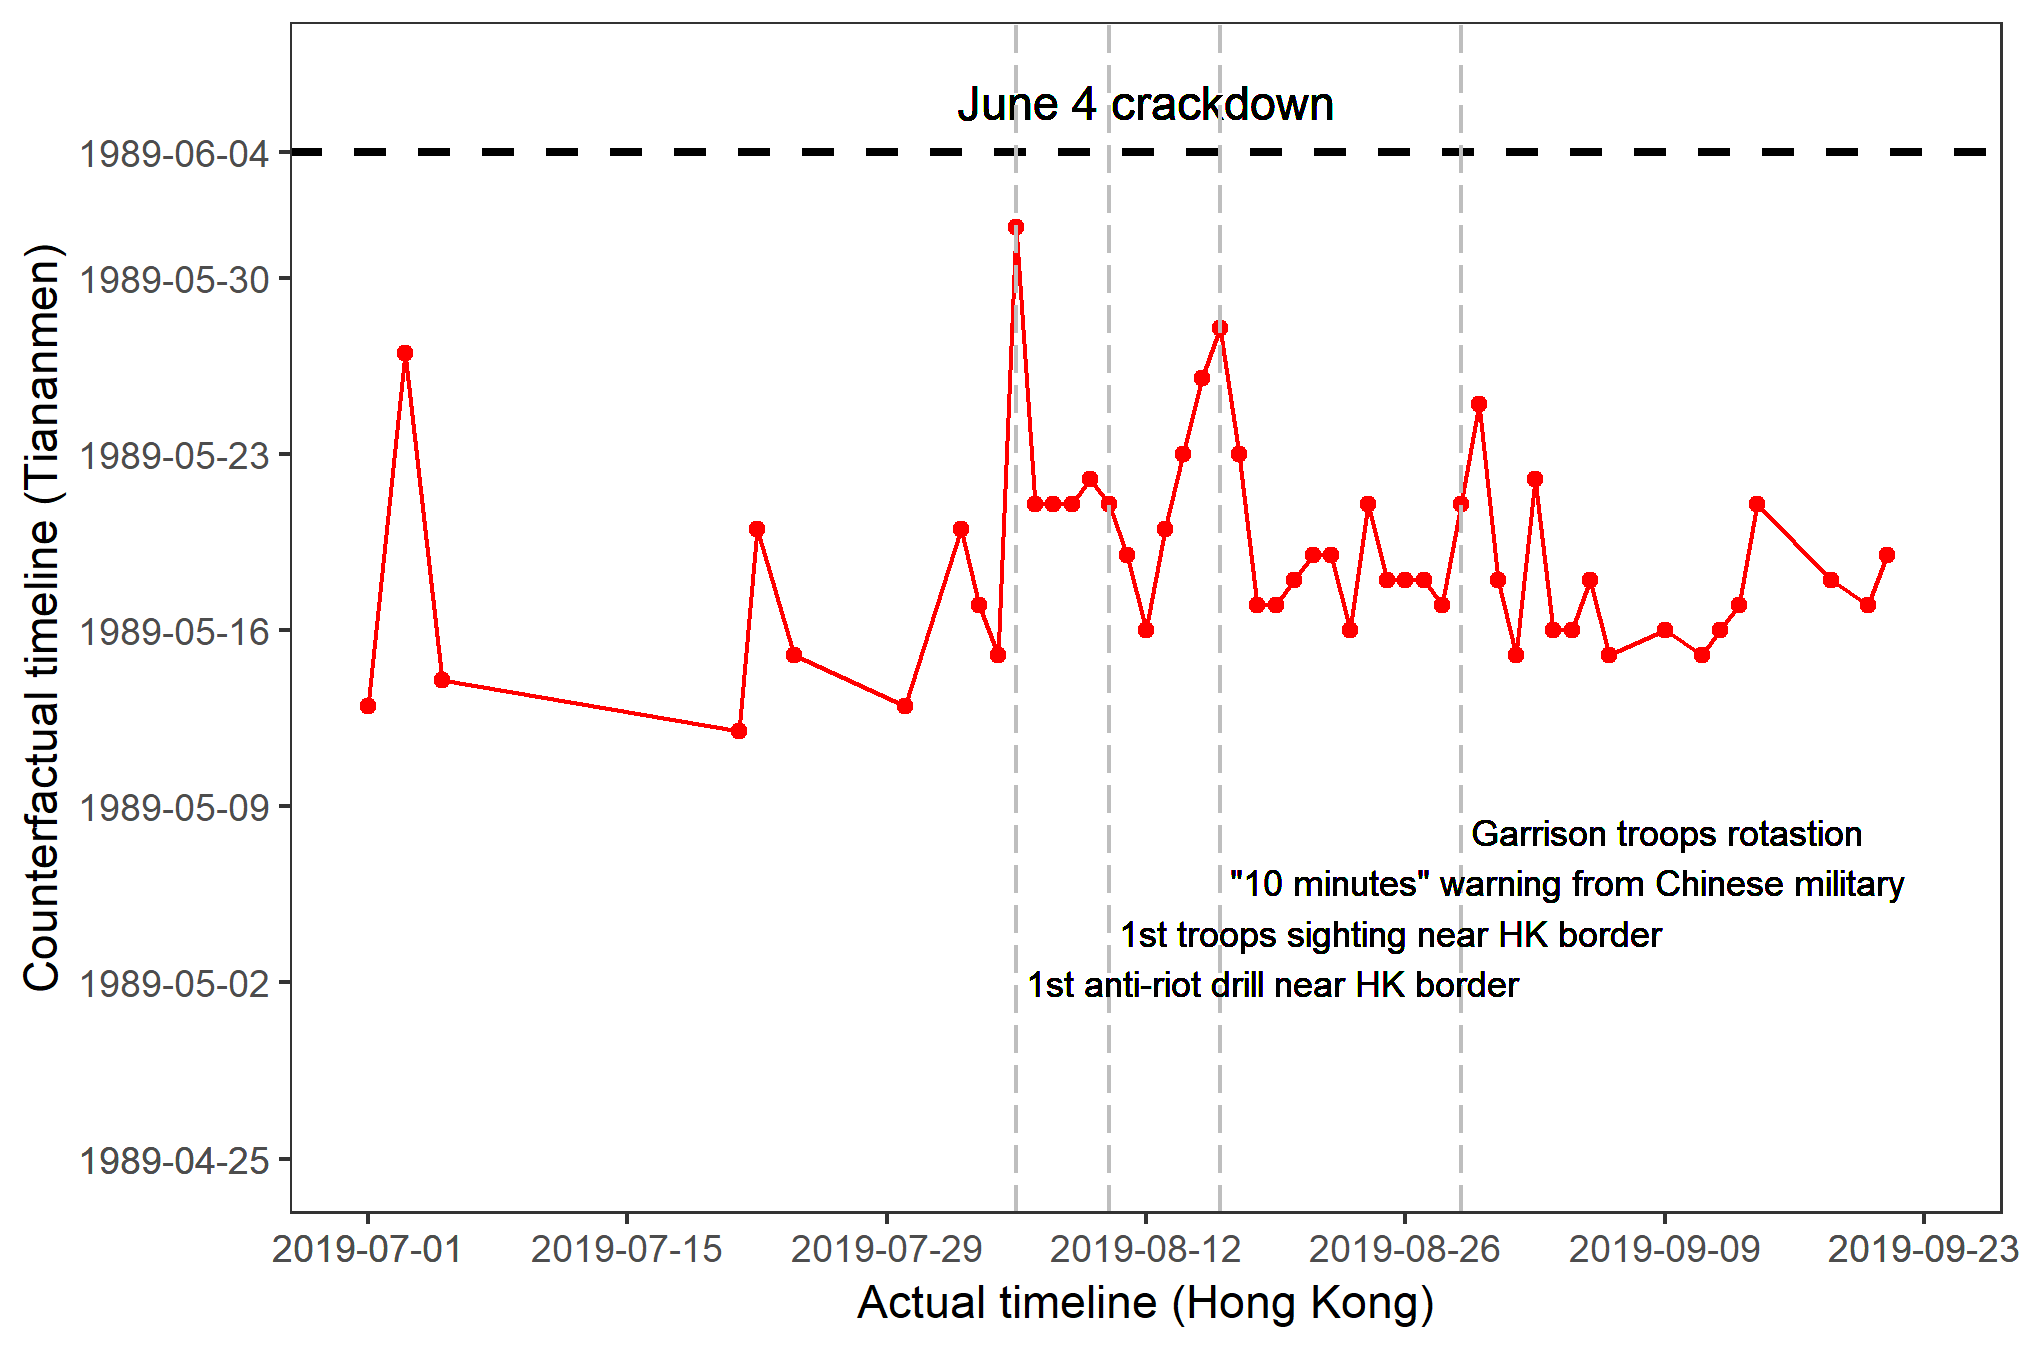 June 4 crackdown
1989-06-04
1989-05-30
1989-05-23
1989-05-16
1989-05-09
1989-05-02
1989-04-25
Counterfactual timeline (Tiananmen)
Garrison troops rotastion
"10 minutes" warning from Chinese military
1st troops sighting near HK border
1st anti-riot drill near HK border
2019-07-01 2019-07-15 2019-07-29 2019-08-12 2019-08-26 2019-09-09 2019-09-23
Actual timeline (Hong Kong)